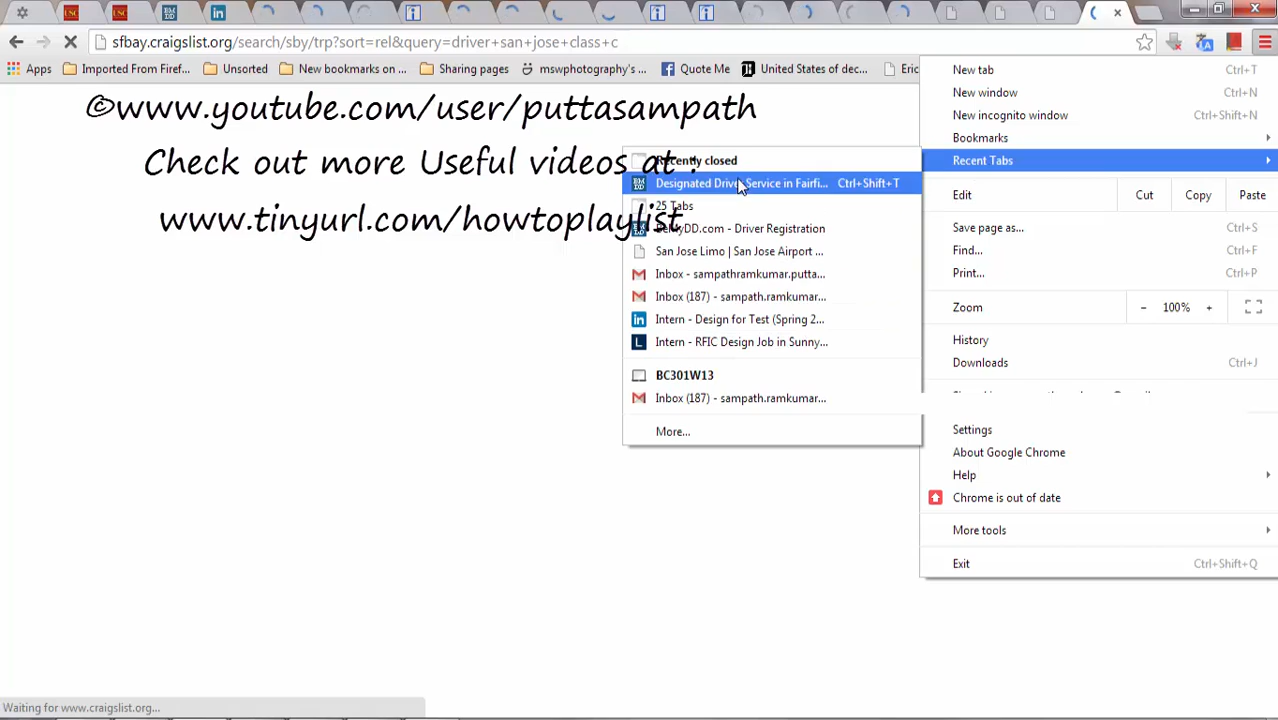 sfbay.craigslist.org/search/sby/trp?sort=rel&query=driver+san+jose+class+c
Apps
Imported From Firef...
Unsorted
New bookmarks on ...
Sharing pages
mswphotography's ...
Quote Me
United States of dec...
Eric
©www.youtube.com/user/puttasampath
Check out more Useful videos at :
www.tinyurl.com/howtoplaylist
Recently closed
Designated Driver Service in Fairfi... Ctrl+Shift+T
25 Tabs
BeMyDD.com - Driver Registration
San Jose Limo | San Jose Airport ...
Inbox - sampathramkumar.putta...
Inbox (187) - sampath.ramkumar...
Intern - Design for Test (Spring 2...
Intern - RFIC Design Job in Sunny...
BC301W13
Inbox (187) - sampath.ramkumar...
More...
New tab Ctrl+T
New window Ctrl+N
New incognito window Ctrl+Shift+N
Bookmarks
Recent Tabs
Edit Cut Copy Paste
Save page as... Ctrl+S
Find... Ctrl+F
Print... Ctrl+P
Zoom − 100% +
History
Downloads Ctrl+J
Settings
About Google Chrome
Help
Chrome is out of date
More tools
Exit Ctrl+Shift+Q
Waiting for www.craigslist.org...